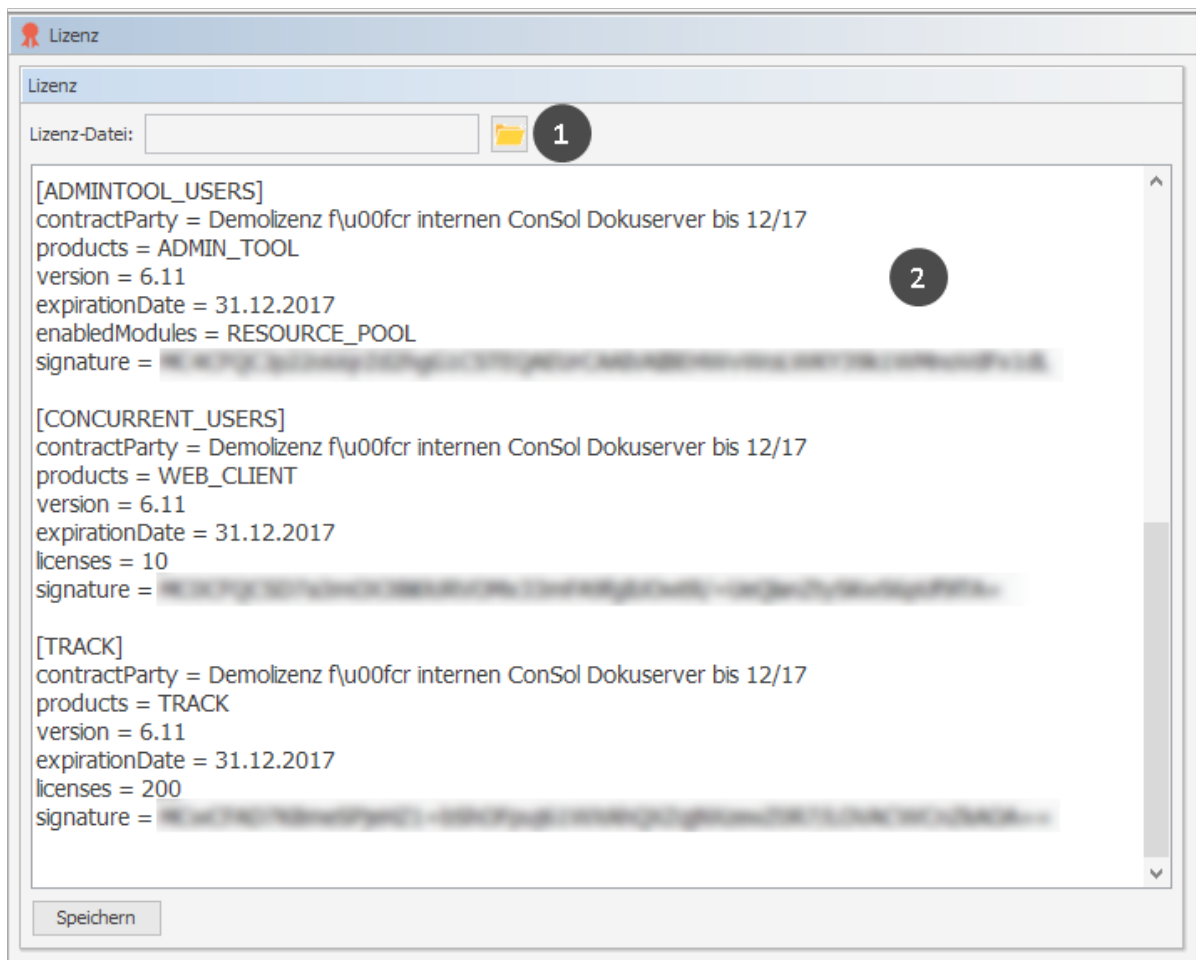 Lizenz
Lizenz
Lizenz-Datei:
1
[ADMINTOOL_USERS]
contractParty = Demolizenz f\u00fcr internen ConSol Dokuserver bis 12/17
products = ADMIN_TOOL
version = 6.11
2
expirationDate = 31.12.2017
enabledModules = RESOURCE_POOL
signature =
[CONCURRENT_USERS]
contractParty = Demolizenz f\u00fcr internen ConSol Dokuserver bis 12/17
products = WEB_CLIENT
version = 6.11
expirationDate = 31.12.2017
licenses = 10
signature =
[TRACK]
contractParty = Demolizenz f\u00fcr internen ConSol Dokuserver bis 12/17
products = TRACK
version = 6.11
expirationDate = 31.12.2017
licenses = 200
signature =
Speichern